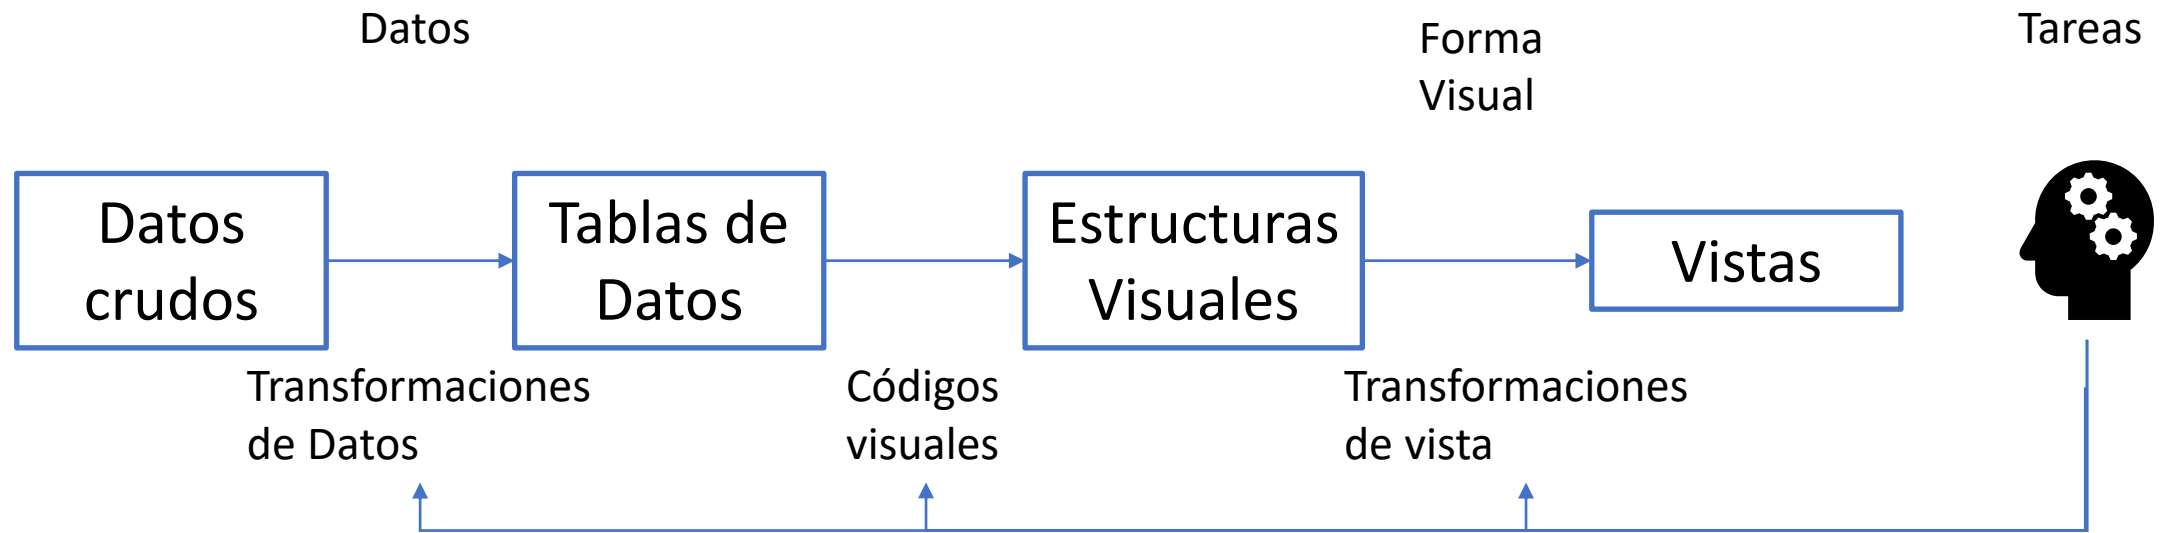 Datos
Forma
Visual
Tareas
Datos
crudos
Tablas de
Datos
Estructuras
Visuales
Vistas
Transformaciones
de Datos
Códigos
visuales
Transformaciones
de vista